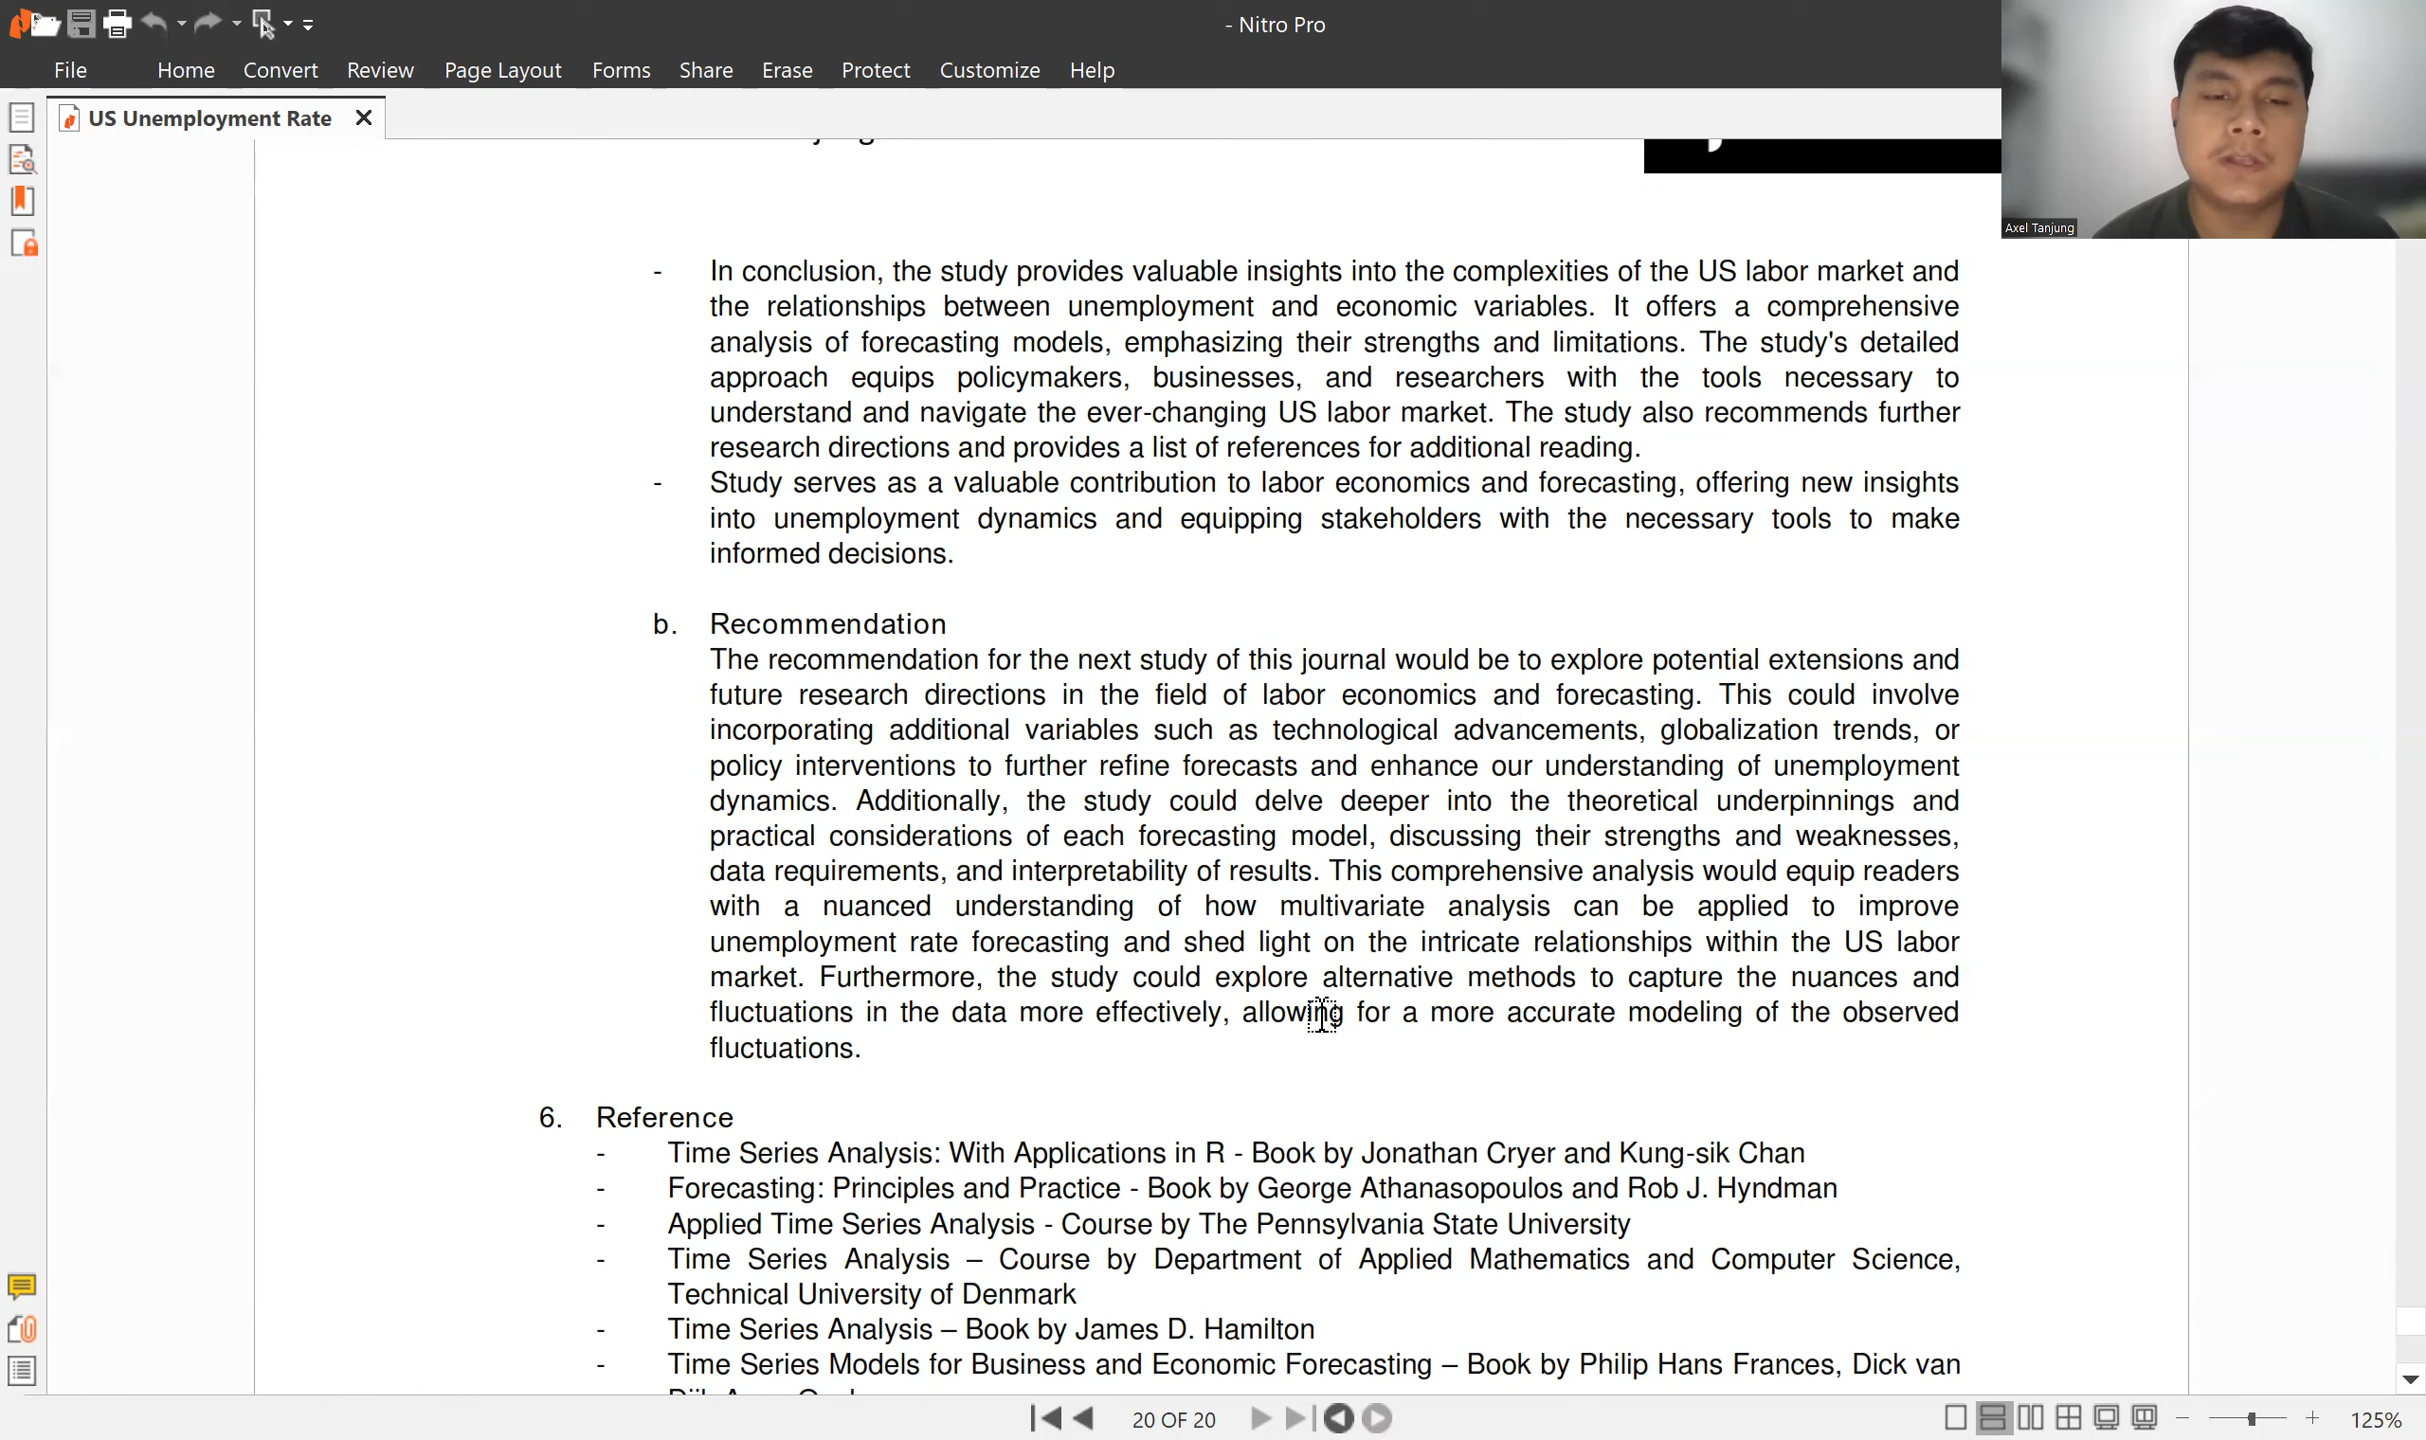 - Nitro Pro
File Home Convert Review Page Layout Forms Share Erase Protect Customize Help
US Unemployment Rate
Axel Tanjung
- In conclusion, the study provides valuable insights into the complexities of the US labor market and
the relationships between unemployment and economic variables. It offers a comprehensive
analysis of forecasting models, emphasizing their strengths and limitations. The study's detailed
approach equips policymakers, businesses, and researchers with the tools necessary to
understand and navigate the ever-changing US labor market. The study also recommends further
research directions and provides a list of references for additional reading.
- Study serves as a valuable contribution to labor economics and forecasting, offering new insights
into unemployment dynamics and equipping stakeholders with the necessary tools to make
informed decisions.
b. Recommendation
The recommendation for the next study of this journal would be to explore potential extensions and
future research directions in the field of labor economics and forecasting. This could involve
incorporating additional variables such as technological advancements, globalization trends, or
policy interventions to further refine forecasts and enhance our understanding of unemployment
dynamics. Additionally, the study could delve deeper into the theoretical underpinnings and
practical considerations of each forecasting model, discussing their strengths and weaknesses,
data requirements, and interpretability of results. This comprehensive analysis would equip readers
with a nuanced understanding of how multivariate analysis can be applied to improve
unemployment rate forecasting and shed light on the intricate relationships within the US labor
market. Furthermore, the study could explore alternative methods to capture the nuances and
fluctuations in the data more effectively, allowing for a more accurate modeling of the observed
fluctuations.
6. Reference
- Time Series Analysis: With Applications in R - Book by Jonathan Cryer and Kung-sik Chan
- Forecasting: Principles and Practice - Book by George Athanasopoulos and Rob J. Hyndman
- Applied Time Series Analysis - Course by The Pennsylvania State University
- Time Series Analysis – Course by Department of Applied Mathematics and Computer Science,
Technical University of Denmark
- Time Series Analysis – Book by James D. Hamilton
- Time Series Models for Business and Economic Forecasting – Book by Philip Hans Frances, Dick van
20 OF 20
125%